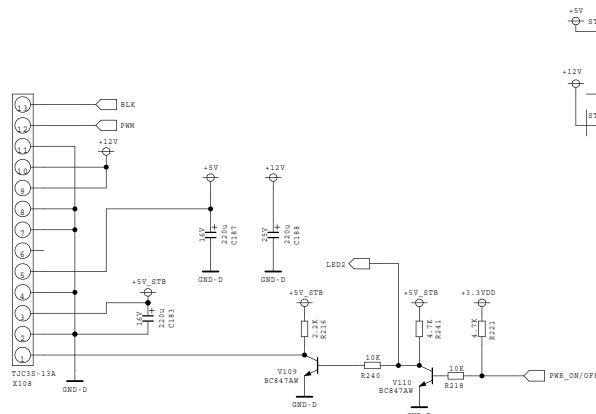 +5V
ST
+12V
ST
13
BLK
12
PWM
11
+12V
10
9
8
7
6
5
4
3
2
1
TJC3S-13A
X108
GND-D
+5V_STB
16V
220u
C183
+5V
16V
220u
C187
GND-D
+12V
25V
220u
C188
GND-D
LED2
+5V_STB
2.2K
R216
+5V_STB
4.7K
R241
+3.3VDD
4.7K
R221
V109
BC847AW
GND-D
10K
R240
V110
BC847AW
10K
R218
PWR_ON/OFF
GND-D